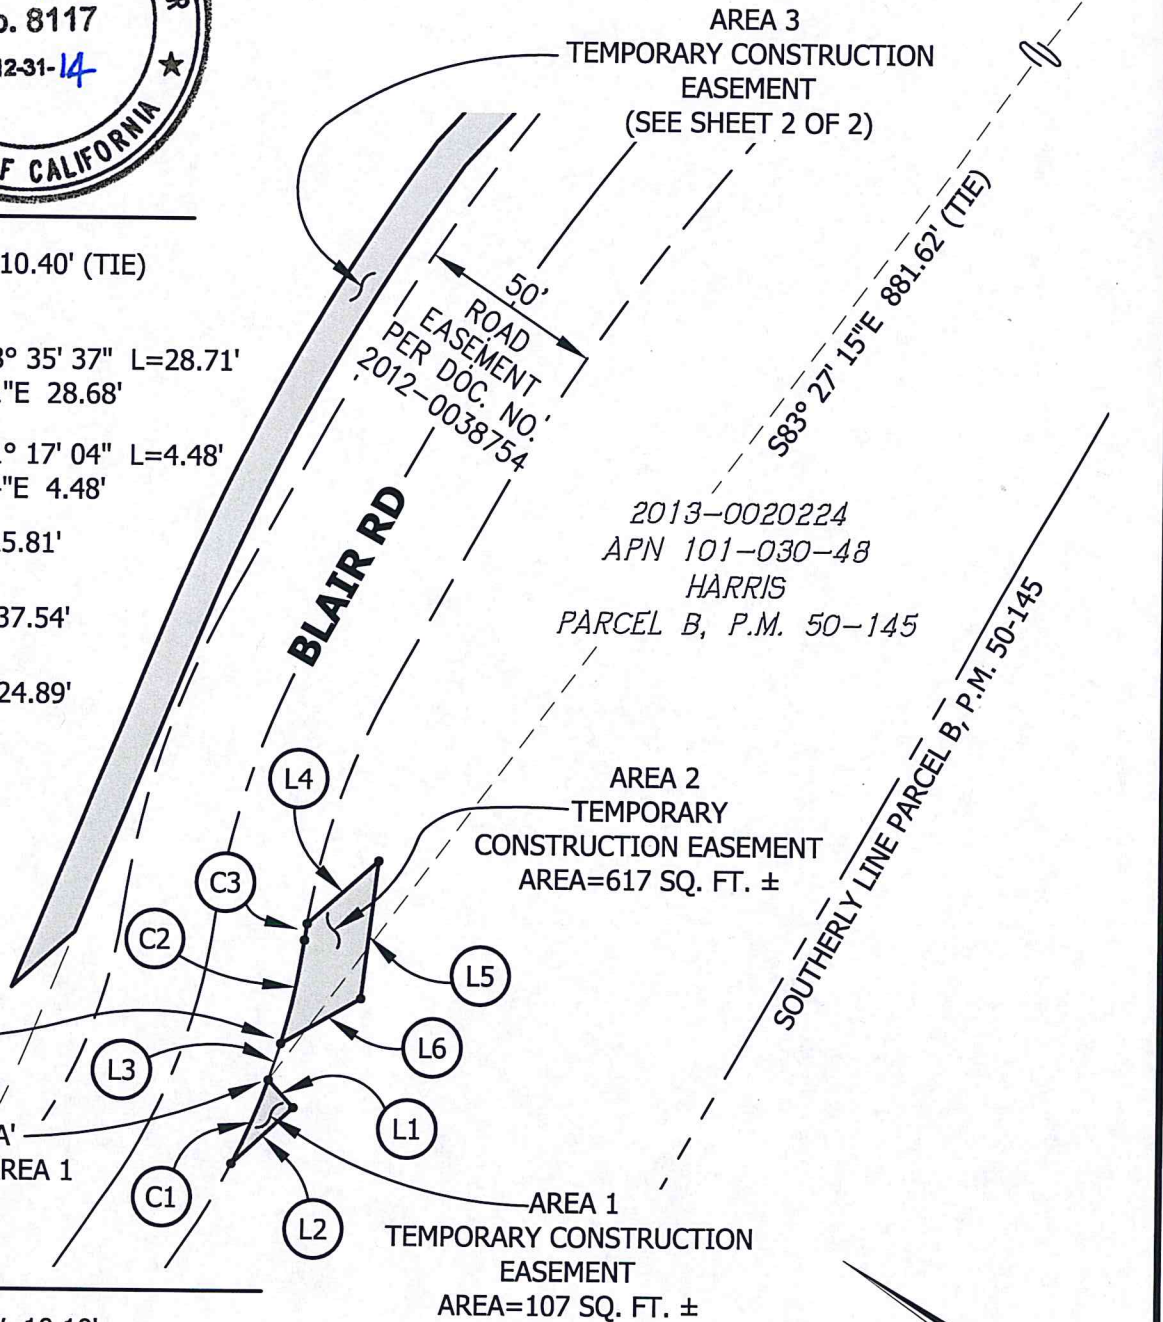 o. 8117
12-31-14
F CALIFORNIA
10.40' (TIE)
3° 35' 37" L=28.71'
"E 28.68'
° 17' 04" L=4.48'
"E 4.48'
5.81'
37.54'
24.89'
AREA 3
TEMPORARY CONSTRUCTION
EASEMENT
(SEE SHEET 2 OF 2)
50'
ROAD
EASEMENT
PER DOC. NO.
2012-0038754
S83° 27' 15"E 881.62' (TIE)
BLAIR RD
2013-0020224
APN 101-030-48
HARRIS
PARCEL B, P.M. 50-145
SOUTHERLY LINE PARCEL B, P.M. 50-145
L4
AREA 2
TEMPORARY
CONSTRUCTION EASEMENT
AREA=617 SQ. FT. ±
C3
C2
L5
L6
L3
L1
A'
REA 1
C1
L2
AREA 1
TEMPORARY CONSTRUCTION
EASEMENT
AREA=107 SQ. FT. ±